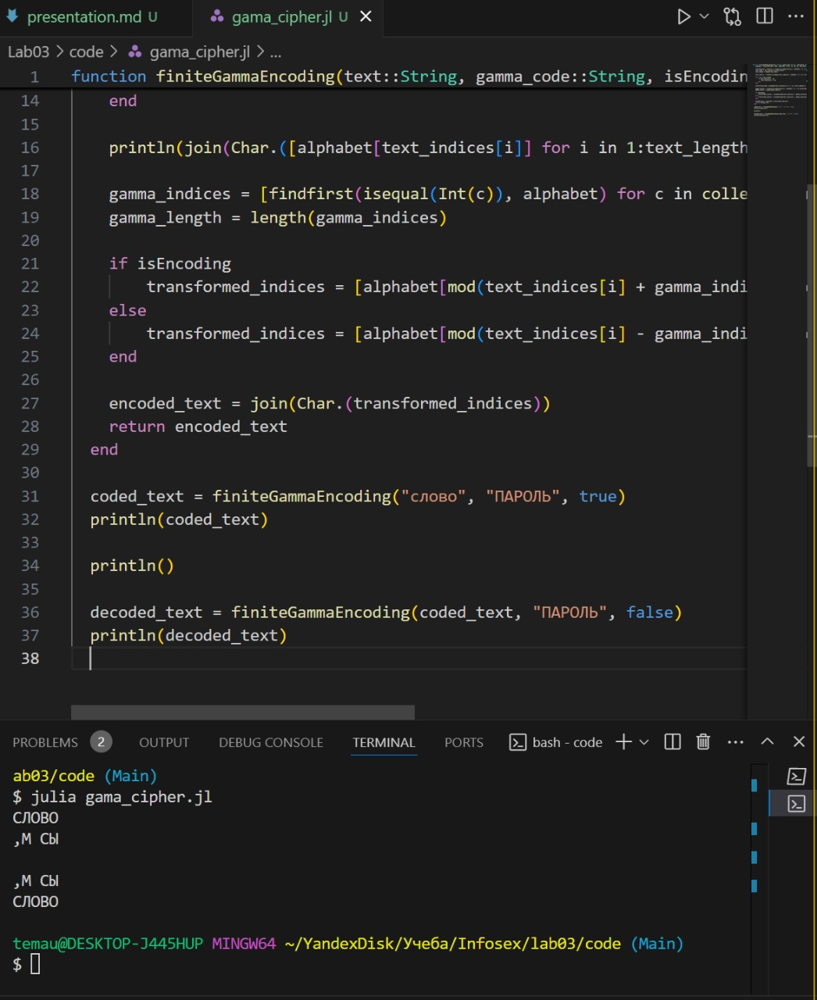 presentation.md U
gama_cipher.jl U
Lab03 > code > gama_cipher.jl > ...
1 function finiteGammaEncoding(text::String, gamma_code::String, isEncodin
14 end
15
16 println(join(Char.([alphabet[text_indices[i]] for i in 1:text_length
17
18 gamma_indices = [findfirst(isequal(Int(c)), alphabet) for c in colle
19 gamma_length = length(gamma_indices)
20
21 if isEncoding
22 transformed_indices = [alphabet[mod(text_indices[i] + gamma_indi
23 else
24 transformed_indices = [alphabet[mod(text_indices[i] - gamma_indi
25 end
26
27 encoded_text = join(Char.(transformed_indices))
28 return encoded_text
29 end
30
31 coded_text = finiteGammaEncoding("слово", "ПАРОЛЬ", true)
32 println(coded_text)
33
34 println()
35
36 decoded_text = finiteGammaEncoding(coded_text, "ПАРОЛЬ", false)
37 println(decoded_text)
38
PROBLEMS 2 OUTPUT DEBUG CONSOLE TERMINAL PORTS bash - code
ab03/code (Main)
$ julia gama_cipher.jl
СЛОВО
,М СЫ
,М СЫ
СЛОВО
temau@DESKTOP-J445HUP MINGW64 ~/YandexDisk/Учеба/Infosex/lab03/code (Main)
$